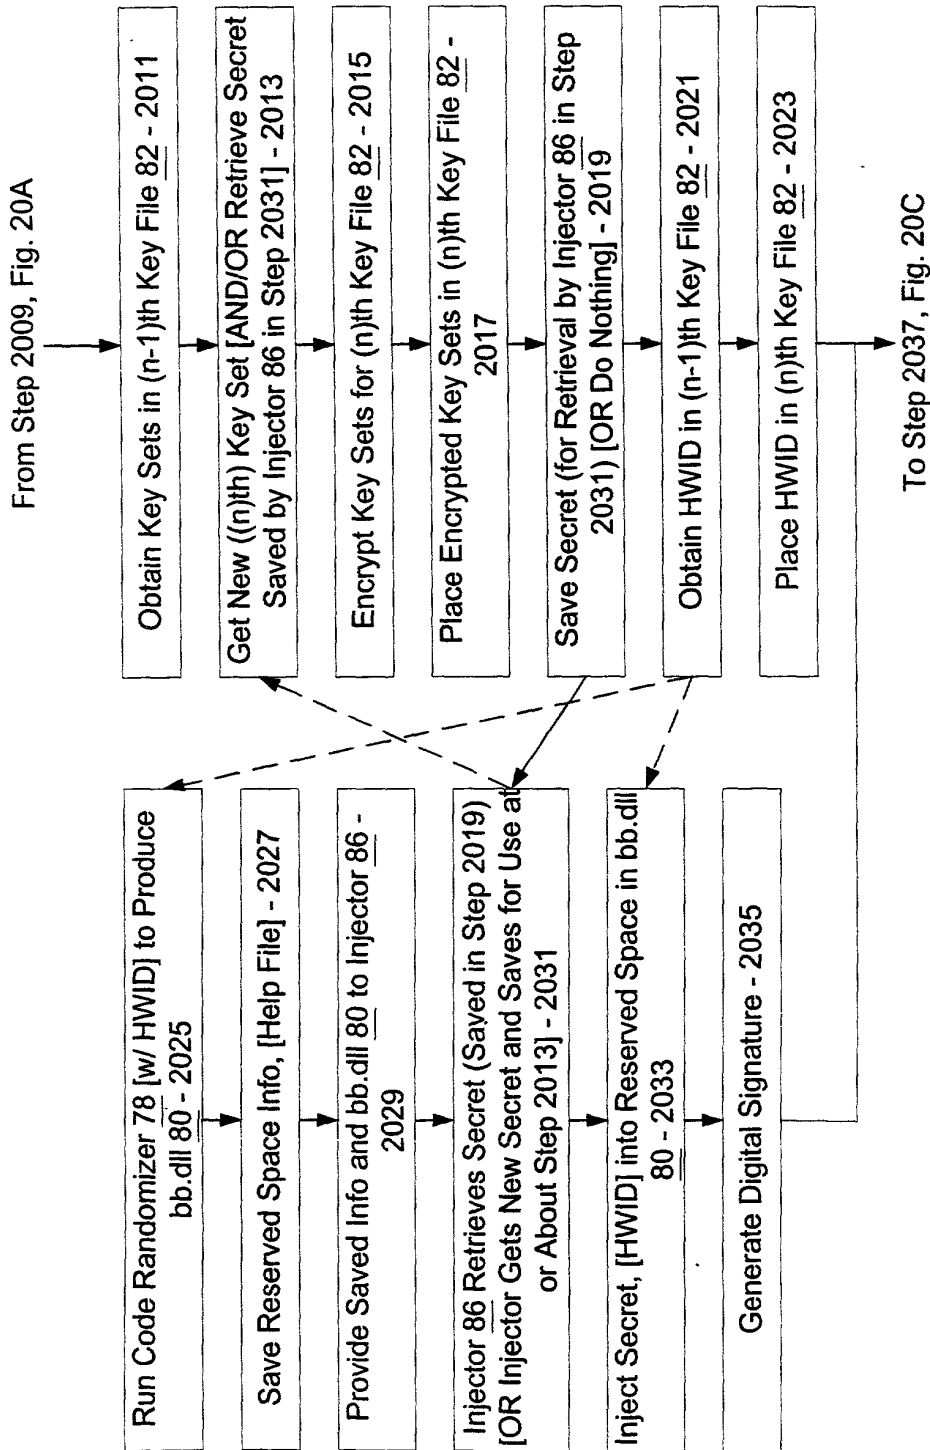 From Step 2009, Fig. 20A
Obtain Key Sets in (n-1)th Key File 82 - 2011
Get New ((n)th) Key Set [AND/OR Retrieve Secret
Saved by Injector 86 in Step 2031] - 2013
Encrypt Key Sets for (n)th Key File 82 - 2015
Place Encrypted Key Sets in (n)th Key File 82 -
2017
Save Secret (for Retrieval by Injector 86 in Step
2031) [OR Do Nothing] - 2019
Obtain HWID in (n-1)th Key File 82 - 2021
Place HWID in (n)th Key File 82 - 2023
To Step 2037, Fig. 20C
Run Code Randomizer 78 [w/ HWID] to Produce
bb.dll 80 - 2025
Save Reserved Space Info, [Help File] - 2027
Provide Saved Info and bb.dll 80 to Injector 86 -
2029
Injector 86 Retrieves Secret (Saved in Step 2019)
[OR Injector Gets New Secret and Saves for Use at
or About Step 2013] - 2031
Inject Secret, [HWID] into Reserved Space in bb.dll
80 - 2033
Generate Digital Signature - 2035